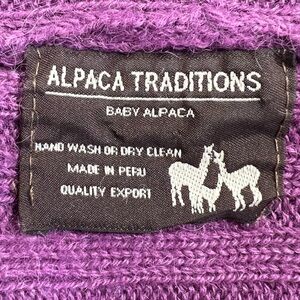 ALPACA TRADITIONS
BABY ALPACA
HAND WASH OR DRY CLEAN
MADE IN PERU
QUALITY EXPORT